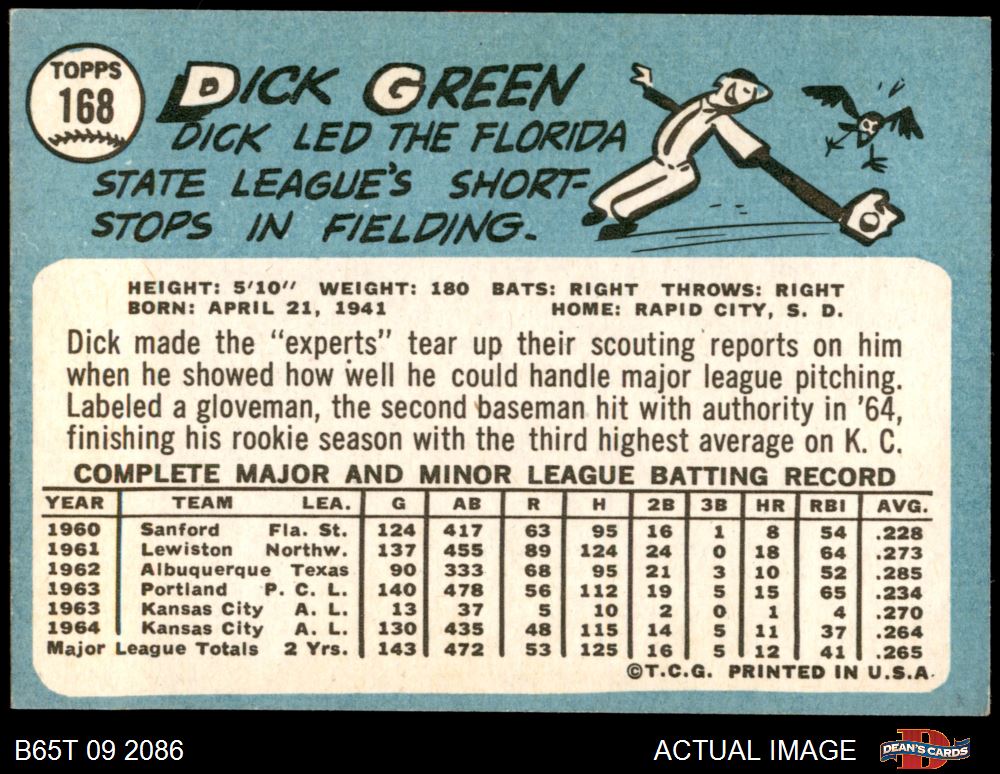 TOPPS
168
DICK GREEN
DICK LED THE FLORIDA
STATE LEAGUE'S SHORT-
STOPS IN FIELDING.
HEIGHT: 5'10" WEIGHT: 180 BATS: RIGHT THROWS: RIGHT
BORN: APRIL 21, 1941 HOME: RAPID CITY, S. D.
Dick made the "experts" tear up their scouting reports on him
when he showed how well he could handle major league pitching.
Labeled a gloveman, the second baseman hit with authority in '64,
finishing his rookie season with the third highest average on K. C.
COMPLETE MAJOR AND MINOR LEAGUE BATTING RECORD
YEAR TEAM LEA. G AB R H 2B 3B HR RBI AVG.
1960 Sanford Fla. St. 124 417 63 95 16 1 8 54 .228
1961 Lewiston Northw. 137 455 89 124 24 0 18 64 .273
1962 Albuquerque Texas 90 333 68 95 21 3 10 52 .285
1963 Portland P. C. L. 140 478 56 112 19 5 15 65 .234
1963 Kansas City A. L. 13 37 5 10 2 0 1 4 .270
1964 Kansas City A. L. 130 435 48 115 14 5 11 37 .264
Major League Totals 2 Yrs. 143 472 53 125 16 5 12 41 .265
©T.C.G. PRINTED IN U.S.A.
B65T 09 2086 ACTUAL IMAGE DEAN'S CARDS